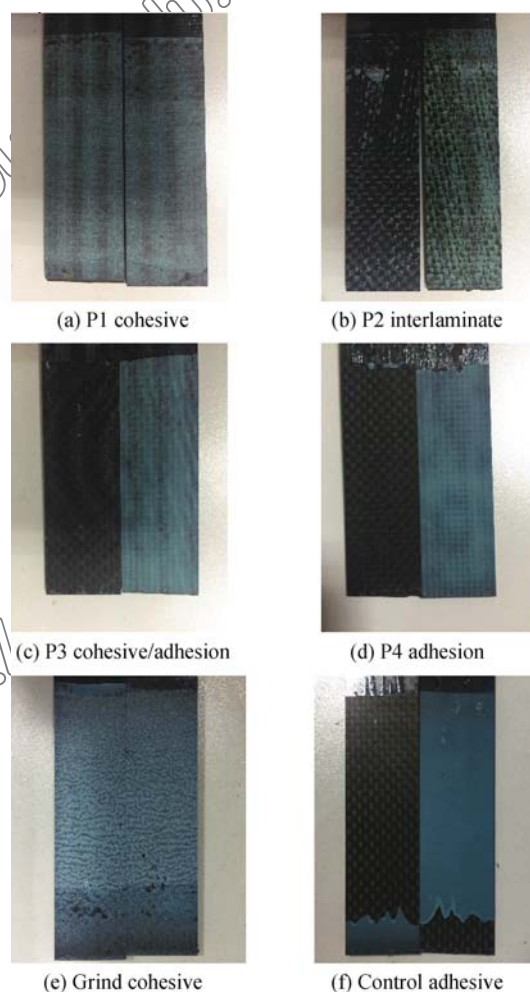 (a) P1 cohesive
(b) P2 interlaminate
(c) P3 cohesive/adhesion
(d) P4 adhesion
(e) Grind cohesive
(f) Control adhesive